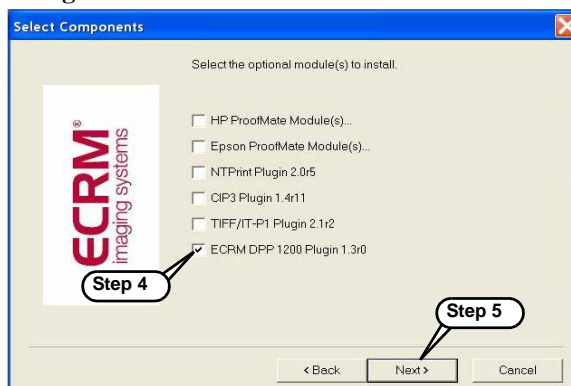 Select Components
Select the optional module(s) to install.
HP ProofMate Module(s)...
Epson ProofMate Module(s)...
NTPrint Plugin 2.0r5
CIP3 Plugin 1.4r11
TIFF/IT-P1 Plugin 2.1r2
ECRM DPP 1200 Plugin 1.3r0
ECRM®
imaging systems
Step 4
Step 5
< Back
Next >
Cancel